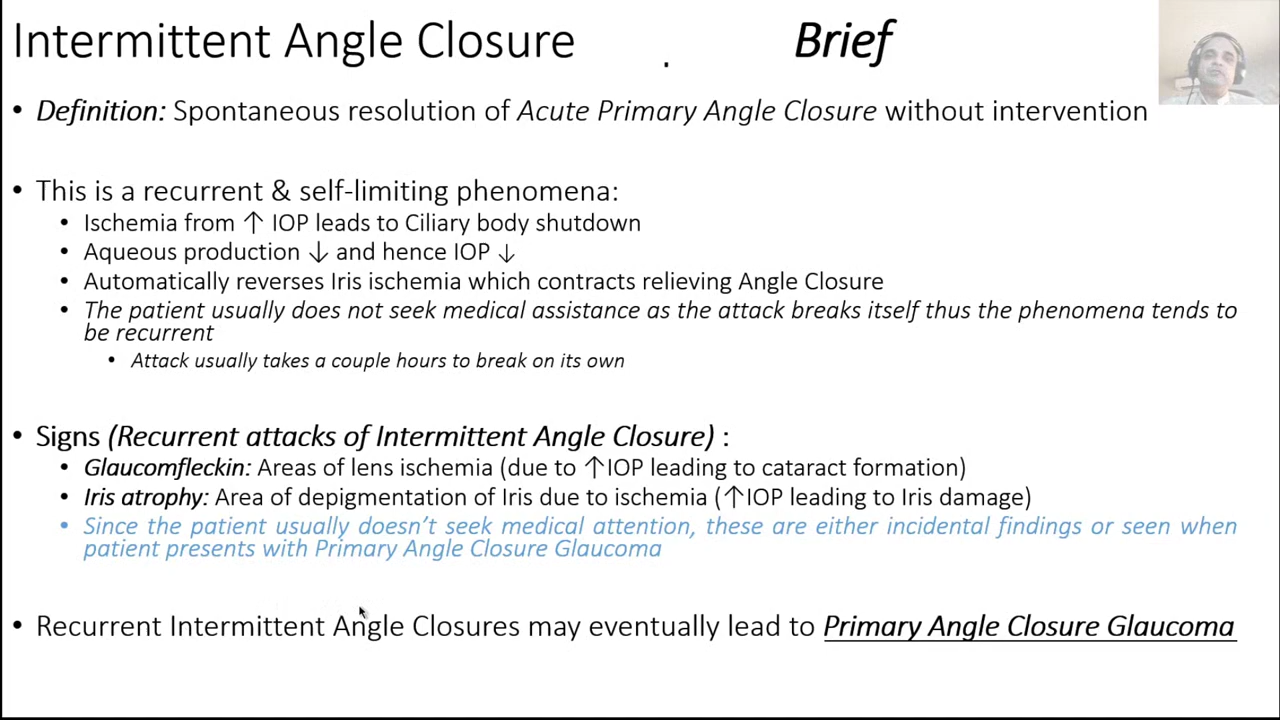 Intermittent Angle Closure . Brief
• Definition: Spontaneous resolution of Acute Primary Angle Closure without intervention
• This is a recurrent & self-limiting phenomena:
• Ischemia from ↑ IOP leads to Ciliary body shutdown
• Aqueous production ↓ and hence IOP ↓
• Automatically reverses Iris ischemia which contracts relieving Angle Closure
• The patient usually does not seek medical assistance as the attack breaks itself thus the phenomena tends to
be recurrent
• Attack usually takes a couple hours to break on its own
• Signs (Recurrent attacks of Intermittent Angle Closure) :
• Glaucomfleckin: Areas of lens ischemia (due to ↑IOP leading to cataract formation)
• Iris atrophy: Area of depigmentation of Iris due to ischemia (↑IOP leading to Iris damage)
• Since the patient usually doesn't seek medical attention, these are either incidental findings or seen when
patient presents with Primary Angle Closure Glaucoma
• Recurrent Intermittent Angle Closures may eventually lead to Primary Angle Closure Glaucoma